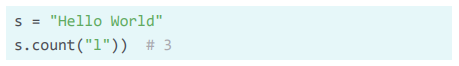 s = "Hello World"
s.count("l"))  # 3